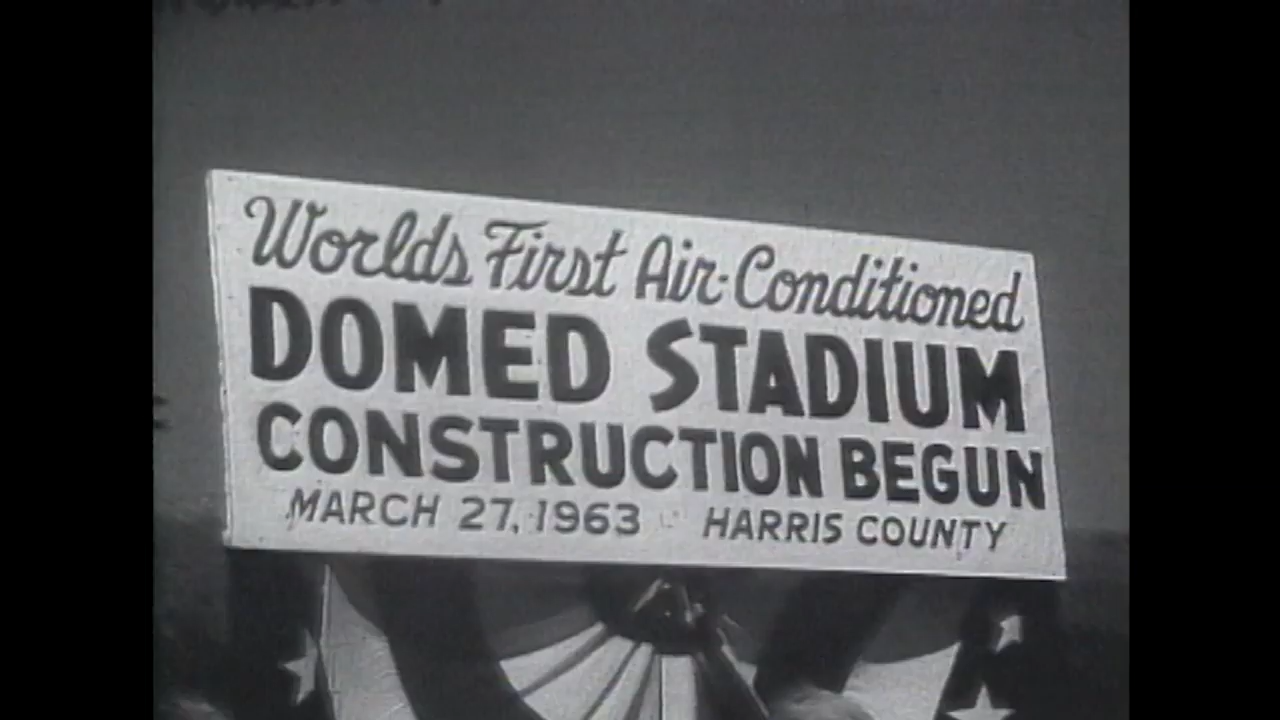 Worlds First Air-Conditioned
DOMED STADIUM
CONSTRUCTION BEGUN
MARCH 27, 1963 HARRIS COUNTY